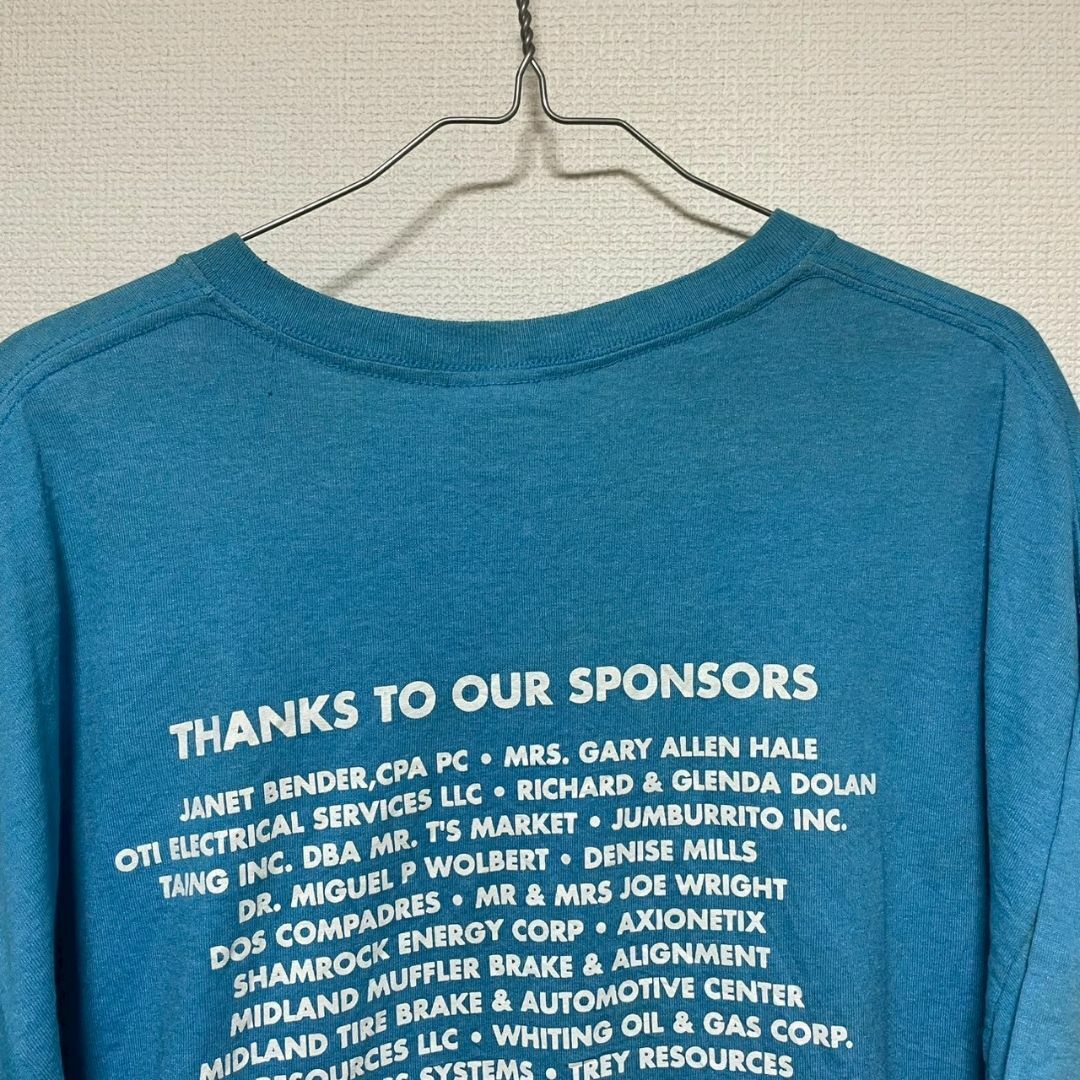 THANKS TO OUR SPONSORS
JANET BENDER,CPA PC • MRS. GARY ALLEN HALE
OTI ELECTRICAL SERVICES LLC • RICHARD & GLENDA DOLAN
TANG INC. DBA MR. T'S MARKET • JUMBURRITO INC.
DR. MIGUEL P WOLBERT • DENISE MILLS
DOS COMPADRES • MR & MRS JOE WRIGHT
SHAMROCK ENERGY CORP • AXIONETIX
MIDLAND MUFFLER BRAKE & ALIGNMENT
MIDLAND TIRE BRAKE & AUTOMOTIVE CENTER
RESOURCES LLC • WHITING OIL & GAS CORP.
SYSTEMS • TREY RESOURCES